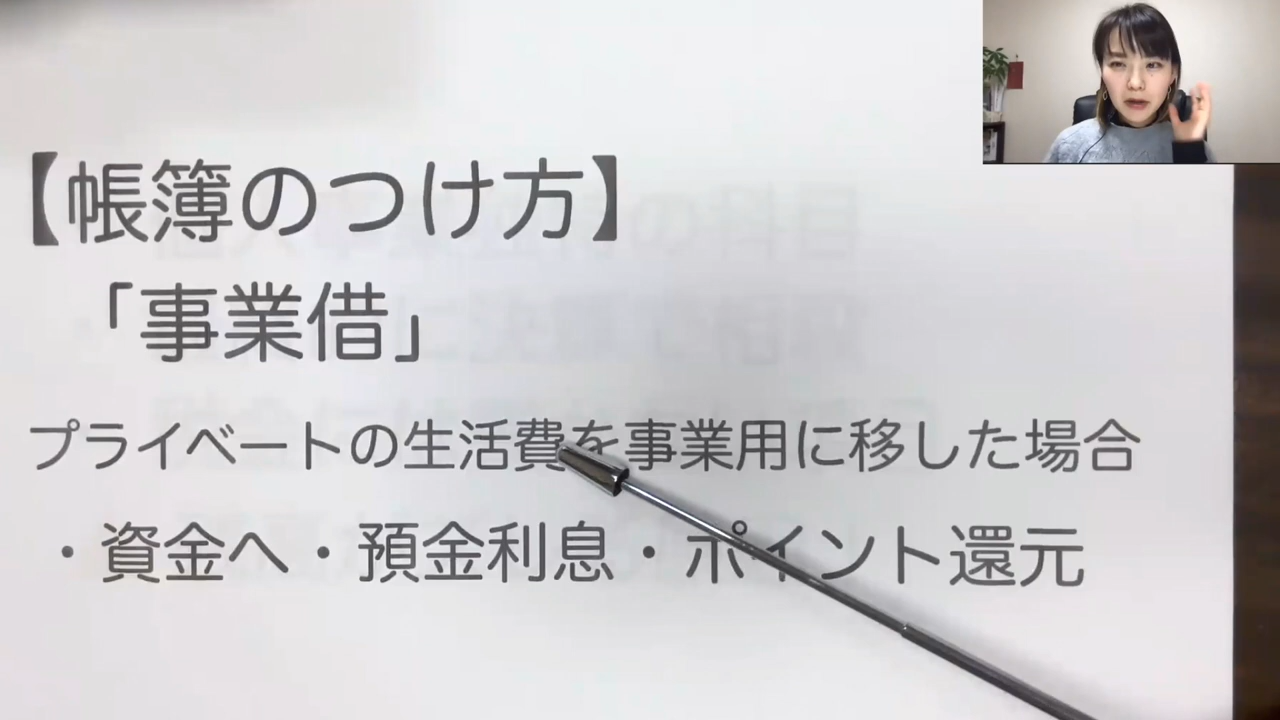 【帳簿のつけ方】
「事業借」
プライベートの生活費を事業用に移した場合
・資金へ・預金利息・ポイント還元